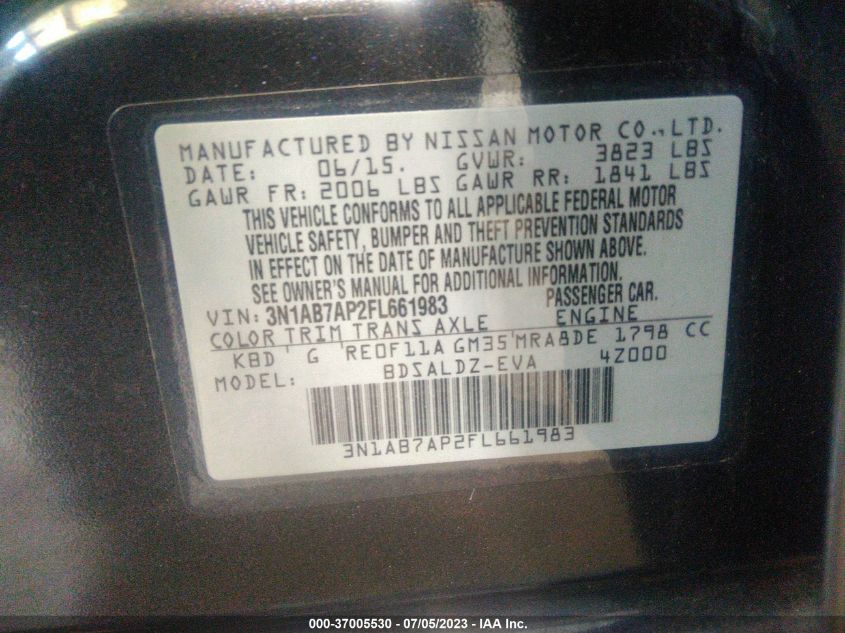 MANUFACTURED BY NISSAN MOTOR CO., LTD.
DATE: 06/15. GVWR: 3823 LBS
GAWR FR: 2006 LBS GAWR RR: 1841 LBS
THIS VEHICLE CONFORMS TO ALL APPLICABLE FEDERAL MOTOR
VEHICLE SAFETY, BUMPER AND THEFT PREVENTION STANDARDS
IN EFFECT ON THE DATE OF MANUFACTURE SHOWN ABOVE.
SEE OWNER'S MANUAL FOR ADDITIONAL INFORMATION.
VIN: 3N1AB7AP2FL661983 PASSENGER CAR.
COLOR TRIM TRANS AXLE ENGINE
KBD G RE0F11A GM35 MRA8DE 1798 CC
MODEL: BDSALDZ-EVA 4Z000
3N1AB7AP2FL661983
000-37005530 - 07/05/2023 - IAA Inc.